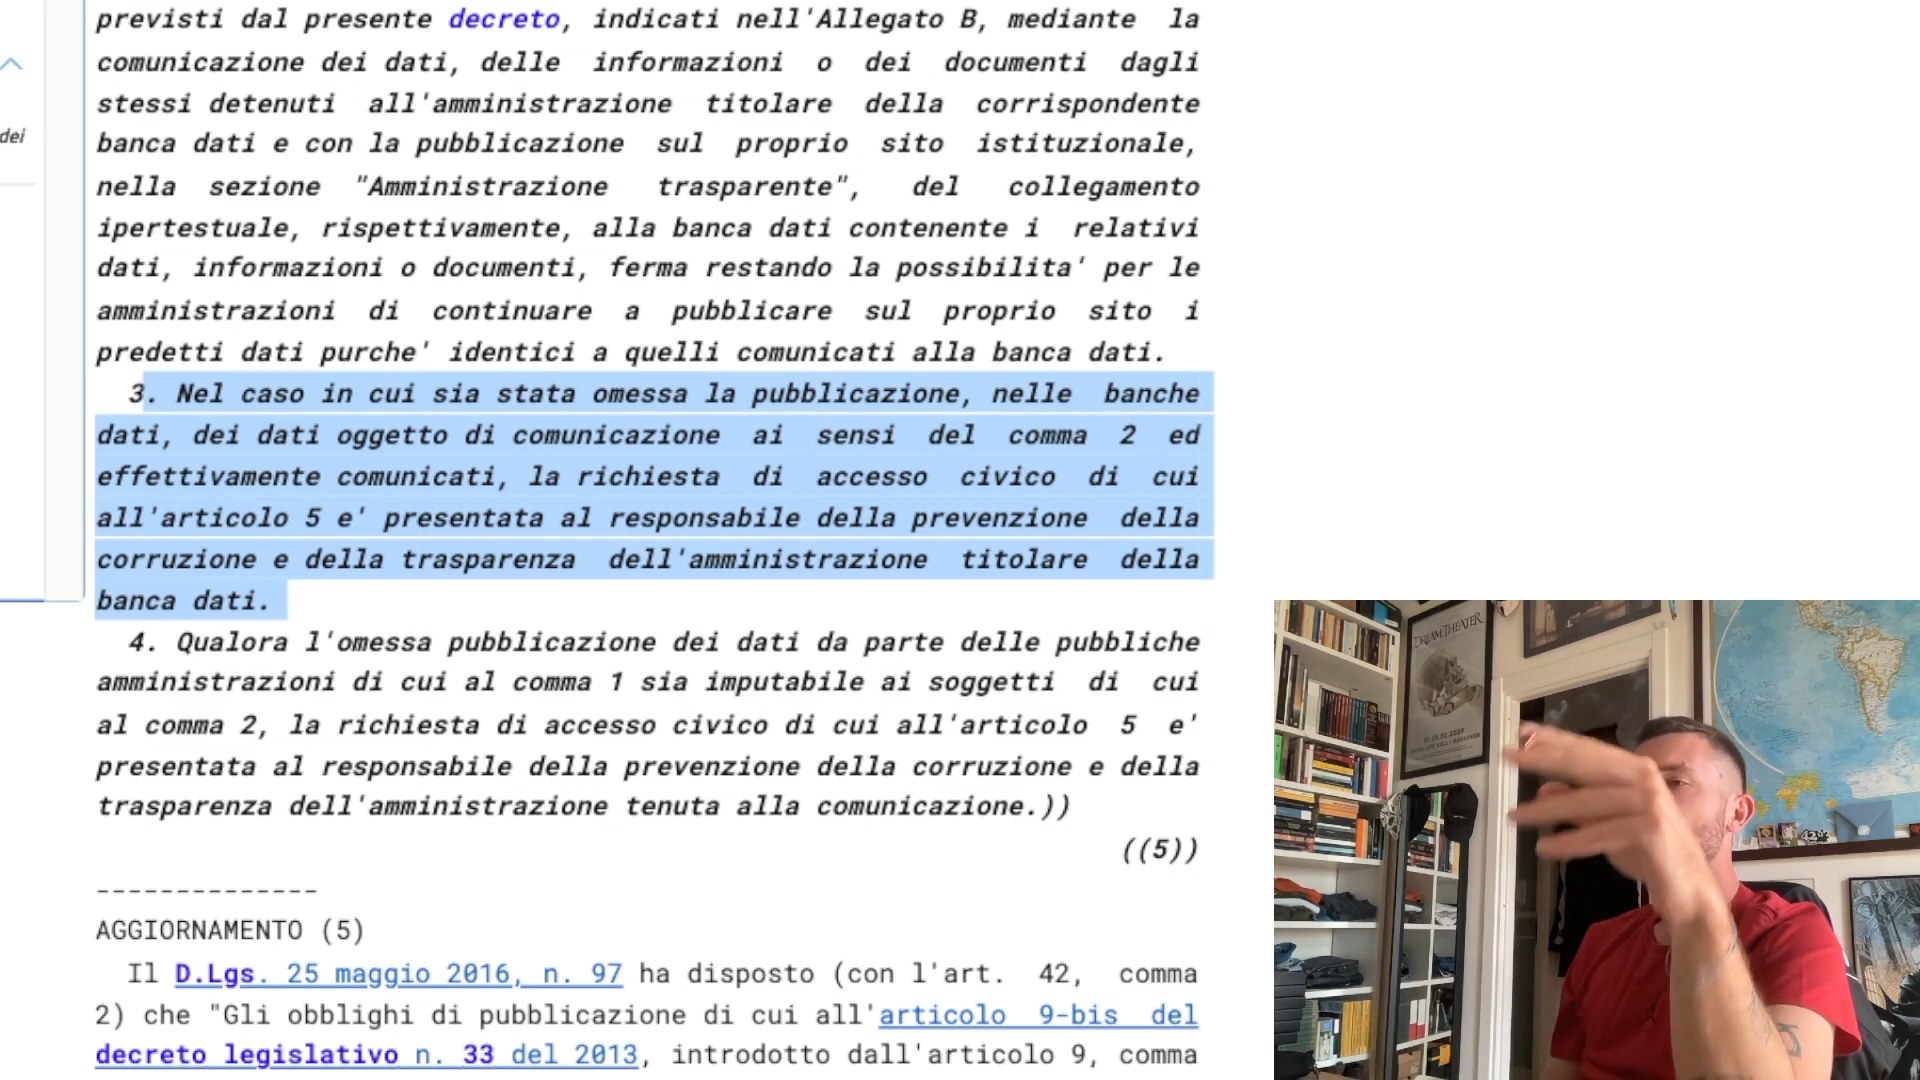 previsti dal presente decreto, indicati nell'Allegato B, mediante la
comunicazione dei dati, delle informazioni o dei documenti dagli
stessi detenuti all'amministrazione titolare della corrispondente
banca dati e con la pubblicazione sul proprio sito istituzionale,
nella sezione "Amministrazione trasparente", del collegamento
ipertestuale, rispettivamente, alla banca dati contenente i relativi
dati, informazioni o documenti, ferma restando la possibilita' per le
amministrazioni di continuare a pubblicare sul proprio sito i
predetti dati purche' identici a quelli comunicati alla banca dati.
3. Nel caso in cui sia stata omessa la pubblicazione, nelle banche
dati, dei dati oggetto di comunicazione ai sensi del comma 2 ed
effettivamente comunicati, la richiesta di accesso civico di cui
all'articolo 5 e' presentata al responsabile della prevenzione della
corruzione e della trasparenza dell'amministrazione titolare della
banca dati.
4. Qualora l'omessa pubblicazione dei dati da parte delle pubbliche
amministrazioni di cui al comma 1 sia imputabile ai soggetti di cui
al comma 2, la richiesta di accesso civico di cui all'articolo 5 e'
presentata al responsabile della prevenzione della corruzione e della
trasparenza dell'amministrazione tenuta alla comunicazione.))
((5))
--------------
AGGIORNAMENTO (5)
Il D.Lgs. 25 maggio 2016, n. 97 ha disposto (con l'art. 42, comma
2) che "Gli obblighi di pubblicazione di cui all'articolo 9-bis del
decreto legislativo n. 33 del 2013, introdotto dall'articolo 9, comma
dei
DREAM THEATER